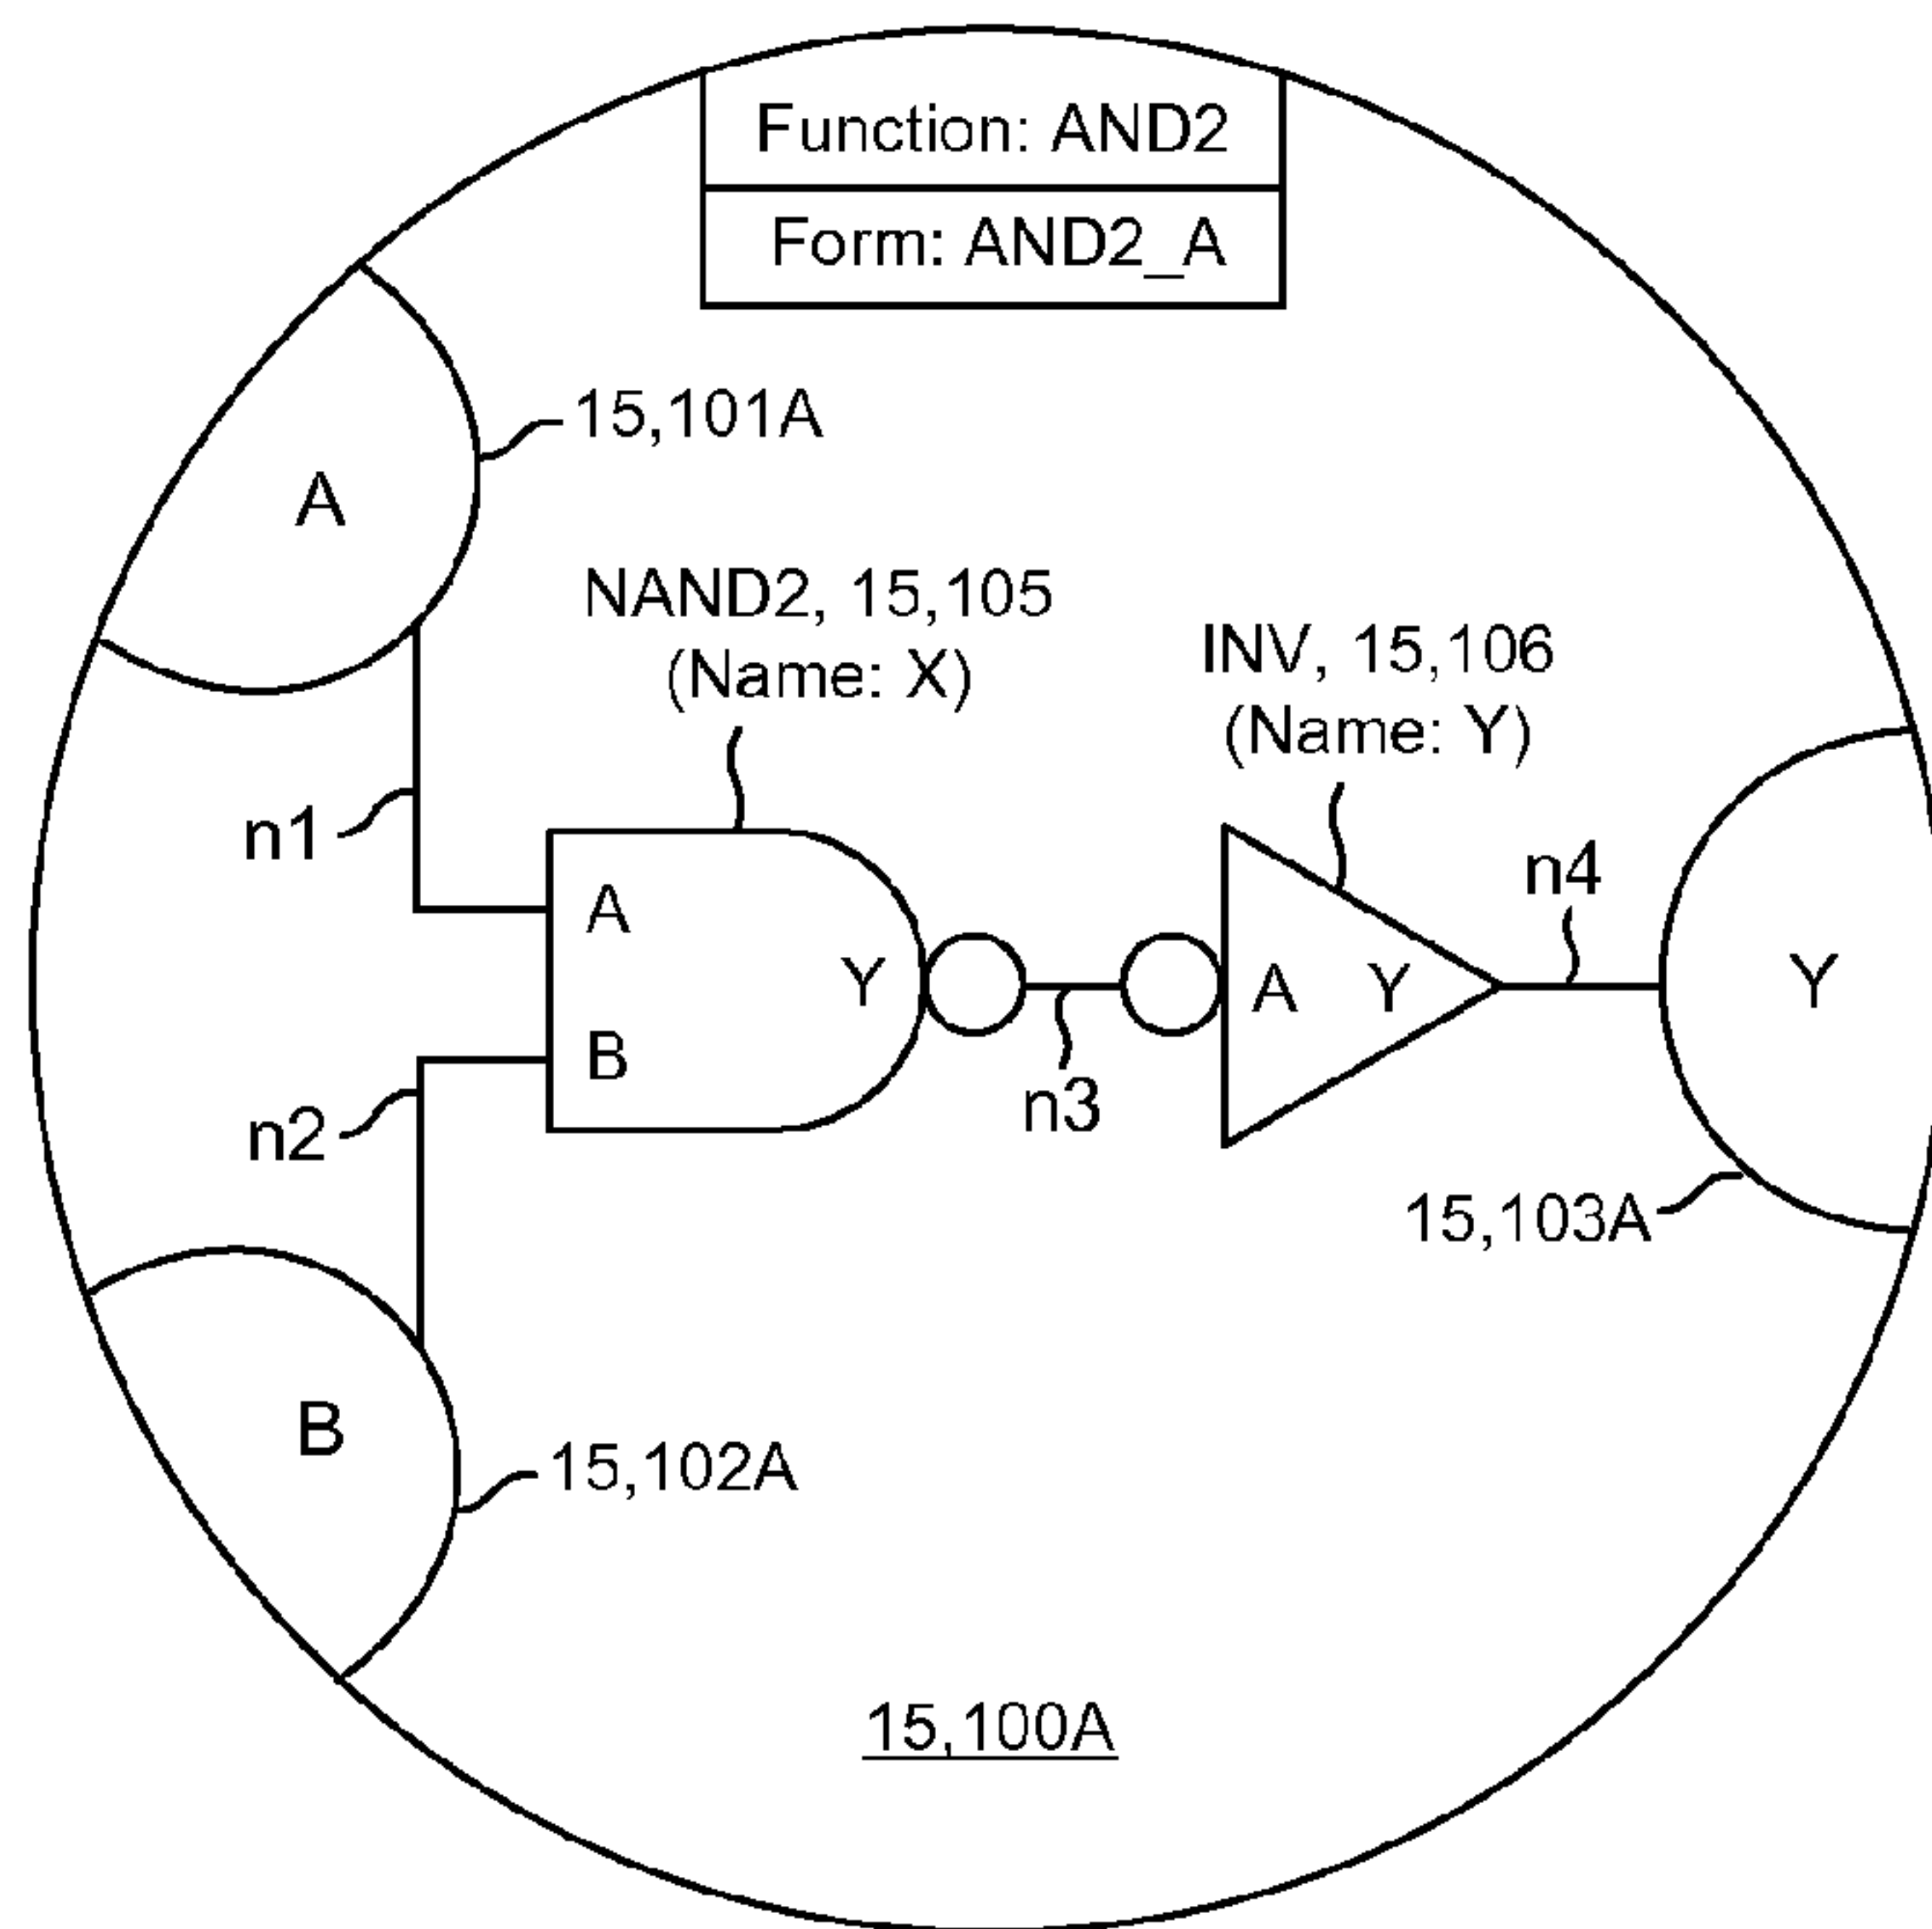 Function: AND2
Form: AND2_A
15,101A
A
NAND2, 15,105
(Name: X)
INV, 15,106
(Name: Y)
n1
n4
A
Y
B
A Y
Y
n3
n2
15,103A
B
15,102A
15,100A